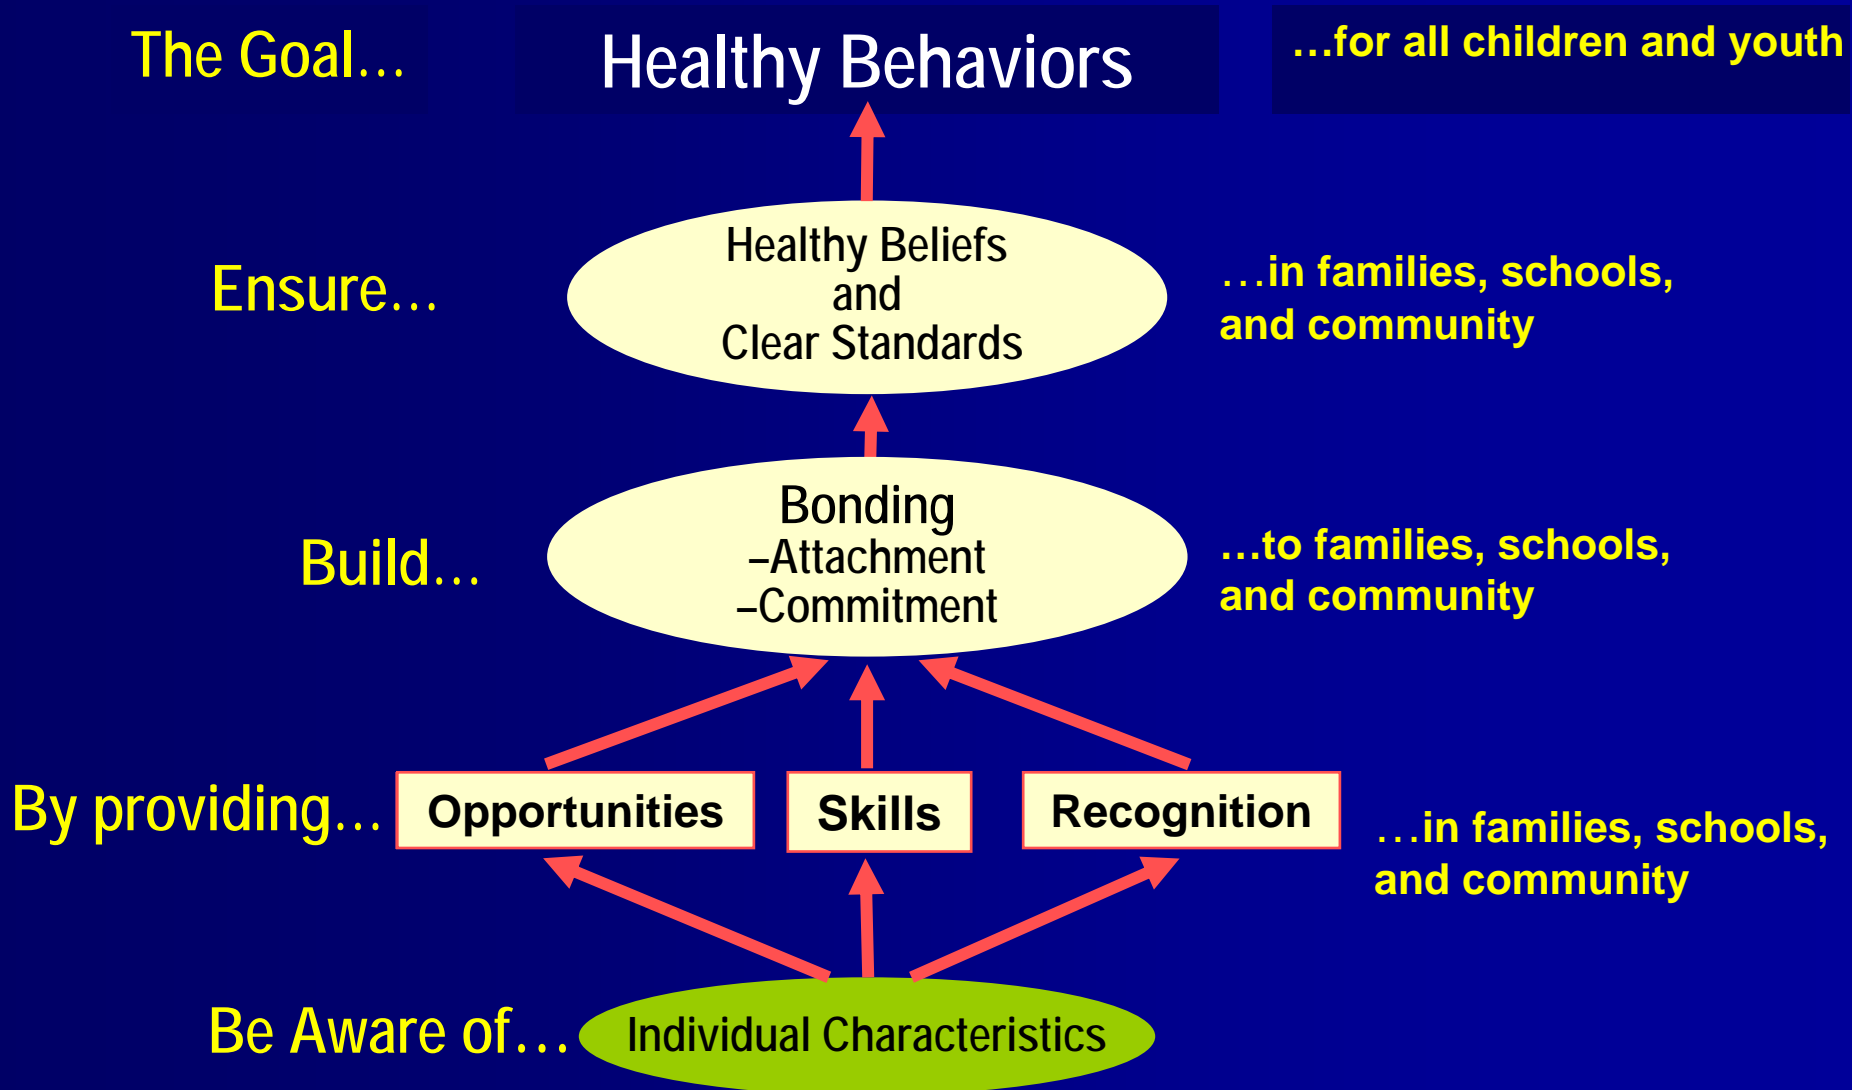 The Goal…
Healthy Behaviors
…for all children and youth
Ensure…
Healthy Beliefs
and
Clear Standards
…in families, schools,
and community
Build…
Bonding
–Attachment
–Commitment
…to families, schools,
and community
By providing…
Opportunities
Skills
Recognition
…in families, schools,
and community
Be Aware of…
Individual Characteristics